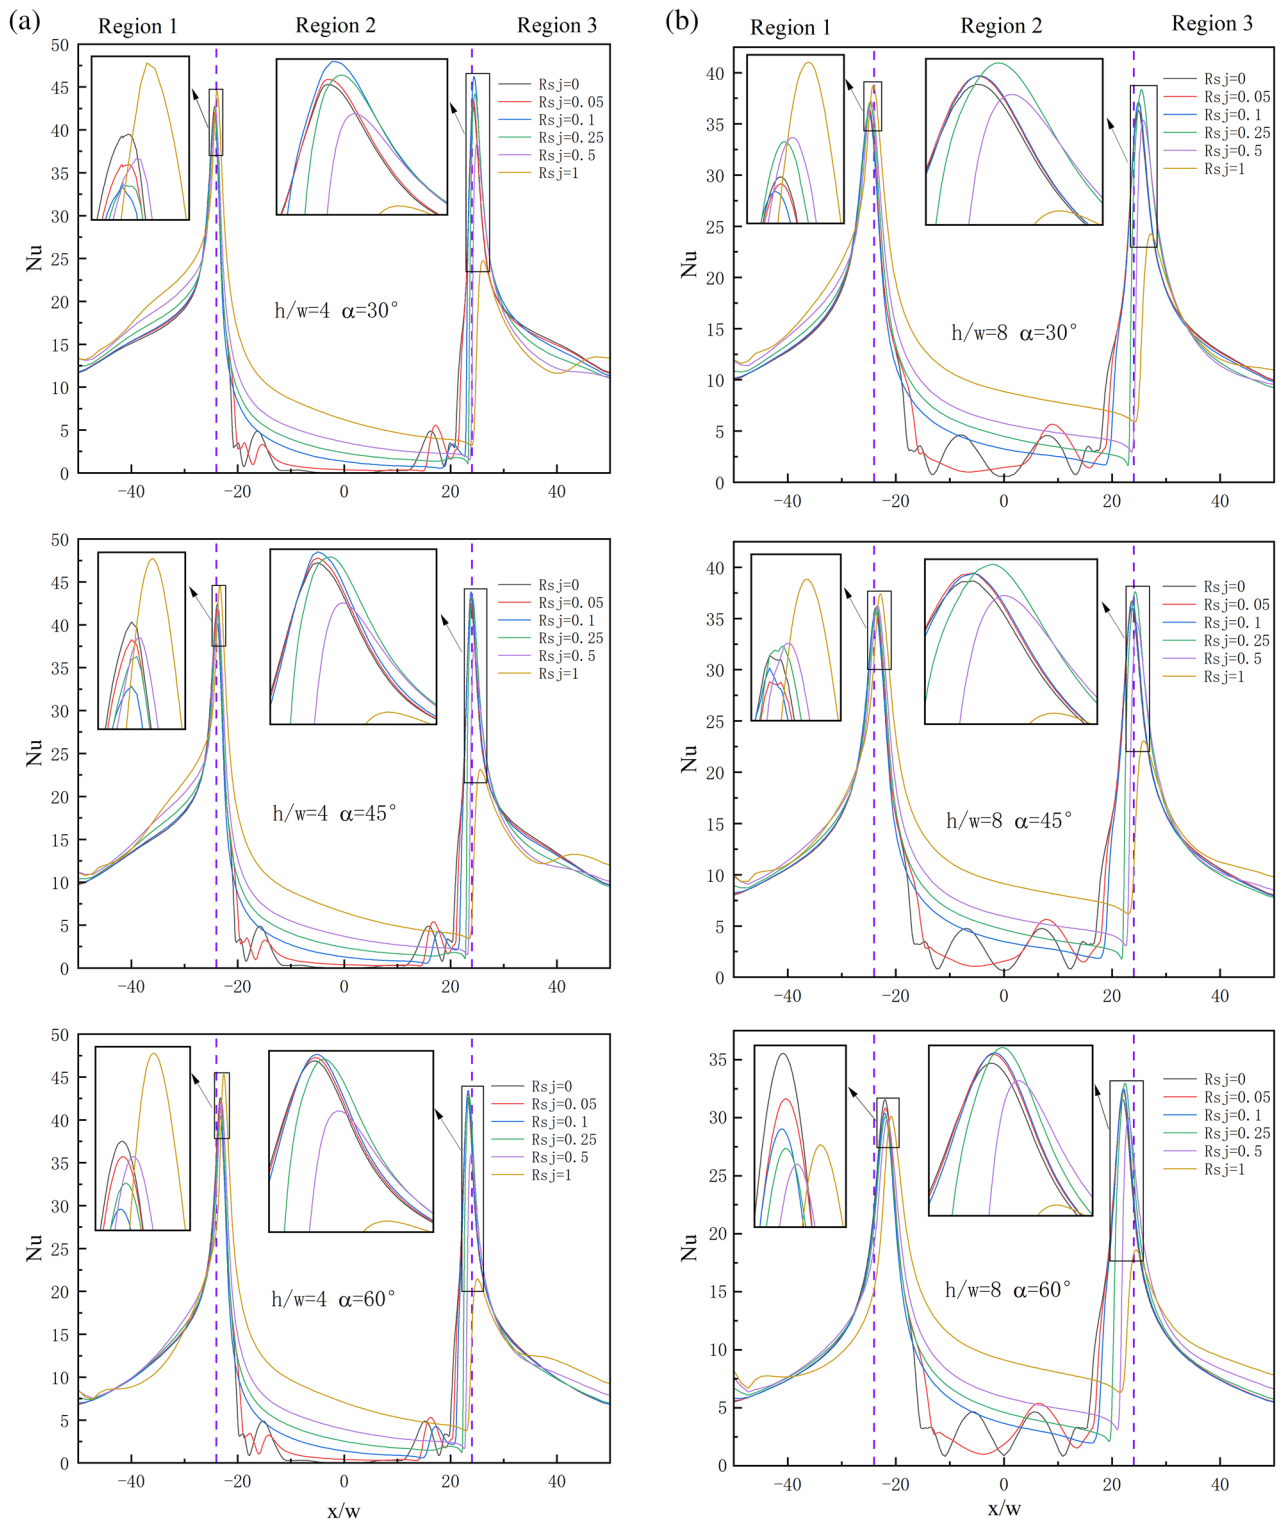 (a) Region 1 Region 2 Region 3
50
45
40
35
30
25
20
15
10
5
0
Nu
Rsj=0
Rsj=0.05
Rsj=0.1
Rsj=0.25
Rsj=0.5
Rsj=1
h/w=4 α=30°
-40 -20 0 20 40
50
45
40
35
30
25
20
15
10
5
0
Nu
Rsj=0
Rsj=0.05
Rsj=0.1
Rsj=0.25
Rsj=0.5
Rsj=1
h/w=4 α=45°
-40 -20 0 20 40
50
45
40
35
30
25
20
15
10
5
0
Nu
Rsj=0
Rsj=0.05
Rsj=0.1
Rsj=0.25
Rsj=0.5
Rsj=1
h/w=4 α=60°
-40 -20 0 20 40
x/w
(b) Region 1 Region 2 Region 3
40
35
30
25
20
15
10
5
0
Nu
Rsj=0
Rsj=0.05
Rsj=0.1
Rsj=0.25
Rsj=0.5
Rsj=1
h/w=8 α=30°
-40 -20 0 20 40
40
35
30
25
20
15
10
5
0
Nu
Rsj=0
Rsj=0.05
Rsj=0.1
Rsj=0.25
Rsj=0.5
Rsj=1
h/w=8 α=45°
-40 -20 0 20 40
35
30
25
20
15
10
5
0
Nu
Rsj=0
Rsj=0.05
Rsj=0.1
Rsj=0.25
Rsj=0.5
Rsj=1
h/w=8 α=60°
-40 -20 0 20 40
x/w